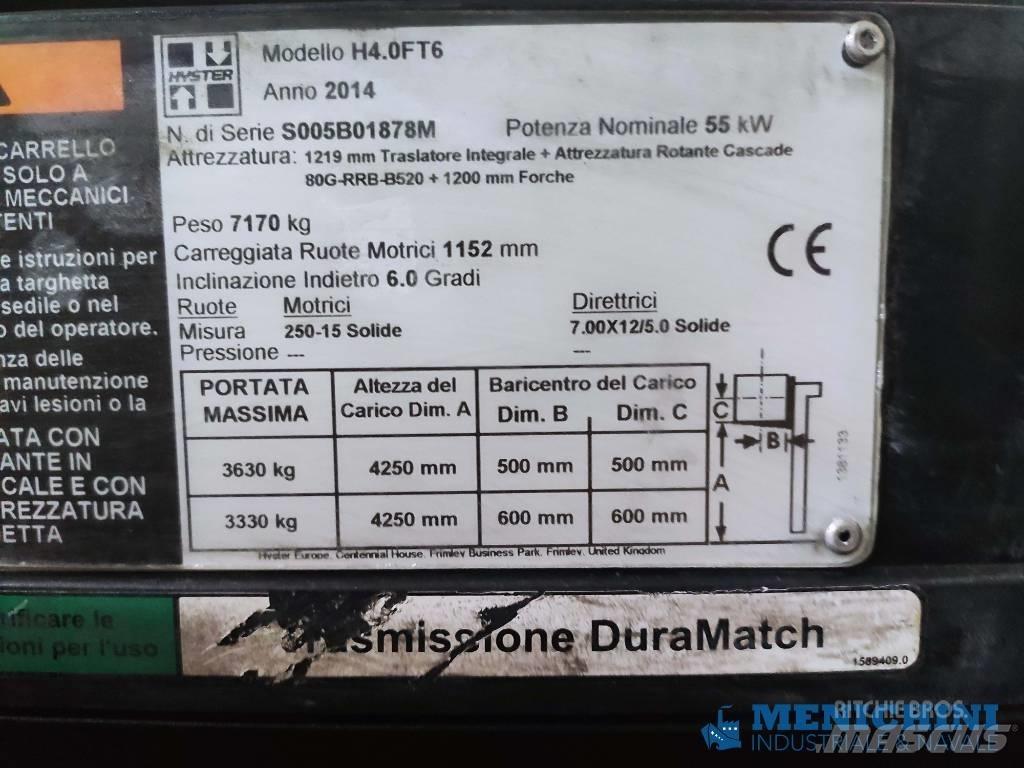 HYSTER
Modello H4.0FT6
Anno 2014
N. di Serie S005B01878M Potenza Nominale 55 kW
Attrezzatura: 1219 mm Traslatore Integrale + Attrezzatura Rotante Cascade
80G-RRB-B520 + 1200 mm Forche
Peso 7170 kg
Carreggiata Ruote Motrici 1152 mm
Inclinazione Indietro 6.0 Gradi
CE
Ruote Motrici Direttrici
Misura 250-15 Solide 7.00X12/5.0 Solide
Pressione --- ---
PORTATA MASSIMA Altezza del Carico Dim. A Baricentro del Carico
Dim. B Dim. C
3630 kg 4250 mm 500 mm 500 mm
3330 kg 4250 mm 600 mm 600 mm
C
B
A
1381133
Hyster Europe, Centennial House, Frimley Business Park, Frimley, United Kingdom
CARRELLO
SOLO A
MECCANICI
TENTI
e istruzioni per
a targhetta
sedile o nel
o del operatore.
nza delle
manutenzione
avi lesioni o la
ATA CON
ANTE IN
CALE E CON
REZZATURA
ETTA
rificare le
ioni per l'uso
smissione DuraMatch
1589409.0
RITCHIE BROS.
MENICHINI
INDUSTRIALE & NAVALE
MASCUS